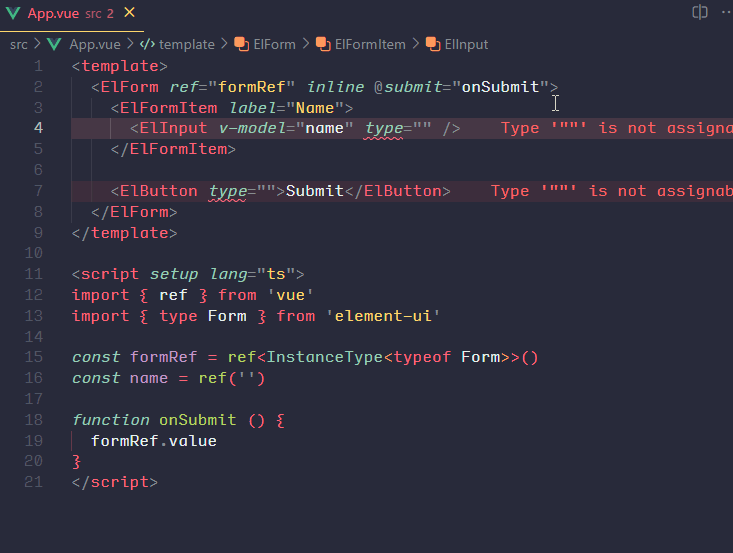 App.vue src 2
src > App.vue > template > ElForm > ElFormItem > ElInput
1 <template>
2 <ElForm ref="formRef" inline @submit="onSubmit">
3 <ElFormItem label="Name">
4 <ElInput v-model="name" type="" /> Type '""' is not assigna
5 </ElFormItem>
6
7 <ElButton type="">Submit</ElButton> Type '""' is not assignab
8 </ElForm>
9 </template>
10
11 <script setup lang="ts">
12 import { ref } from 'vue'
13 import { type Form } from 'element-ui'
14
15 const formRef = ref<InstanceType<typeof Form>>()
16 const name = ref('')
17
18 function onSubmit () {
19 formRef.value
20 }
21 </script>